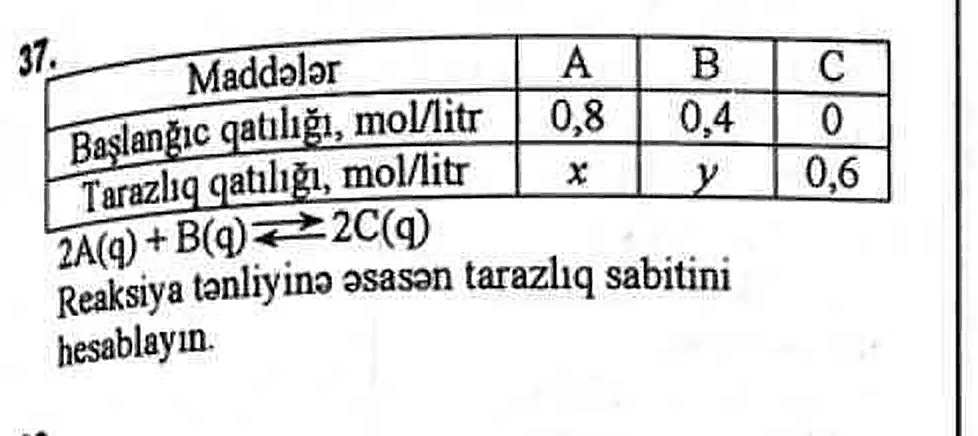 37.
Maddələr A B C
Başlanğıc qatılığı, mol/litr 0,8 0,4 0
Tarazlıq qatılığı, mol/litr x y 0,6
2A(q) + B(q) ⇄ 2C(q)
Reaksiya tənliyinə əsasən tarazlıq sabitini
hesablayın.